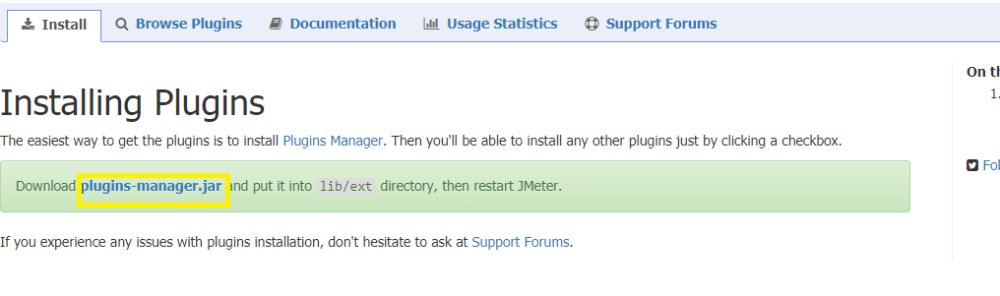 Install Browse Plugins Documentation Usage Statistics Support Forums
On th
1.
Installing Plugins
The easiest way to get the plugins is to install Plugins Manager. Then you'll be able to install any other plugins just by clicking a checkbox.
Download plugins-manager.jar and put it into lib/ext directory, then restart JMeter.
Fol
If you experience any issues with plugins installation, don't hesitate to ask at Support Forums.